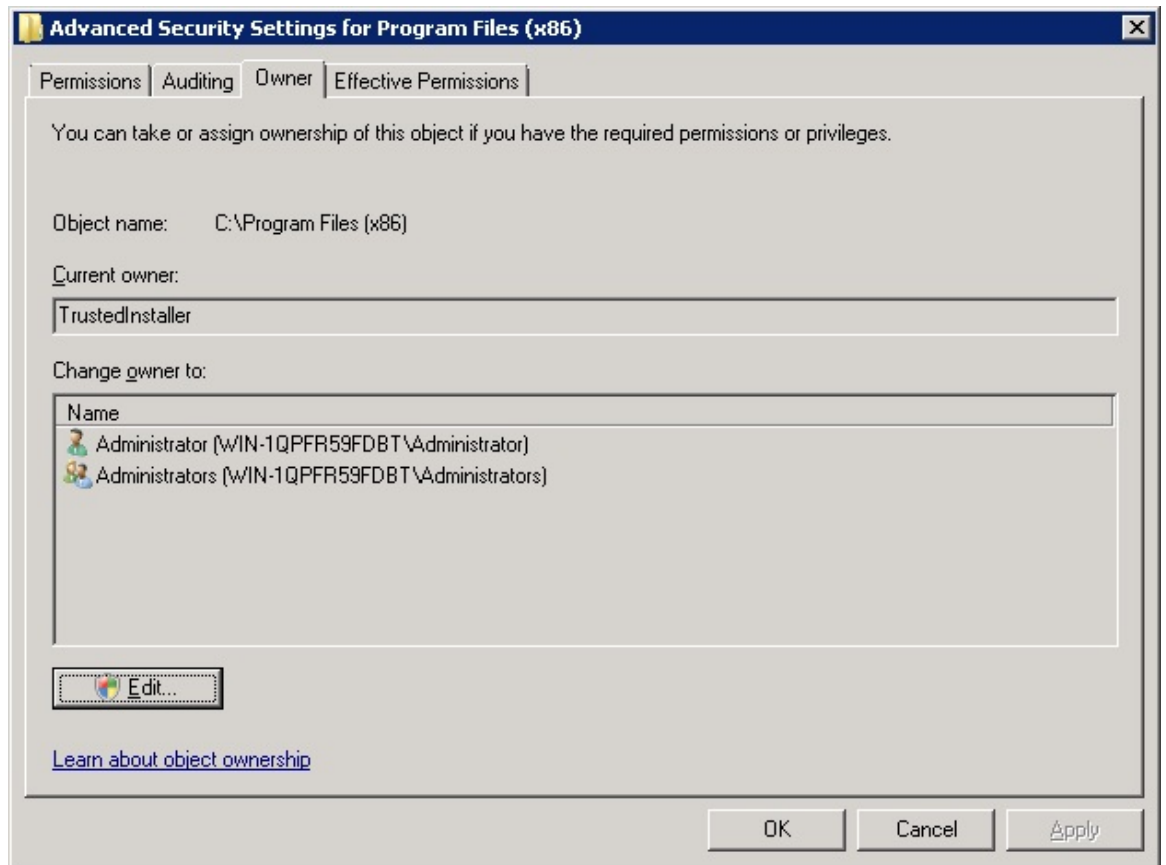 Advanced Security Settings for Program Files (x86)
Permissions Auditing Owner Effective Permissions
You can take or assign ownership of this object if you have the required permissions or privileges.
Object name: C:\Program Files (x86)
Current owner:
TrustedInstaller
Change owner to:
Name
Administrator (WIN-1QPFR59FDBT\Administrator)
Administrators (WIN-1QPFR59FDBT\Administrators)
Edit...
Learn about object ownership
OK Cancel Apply